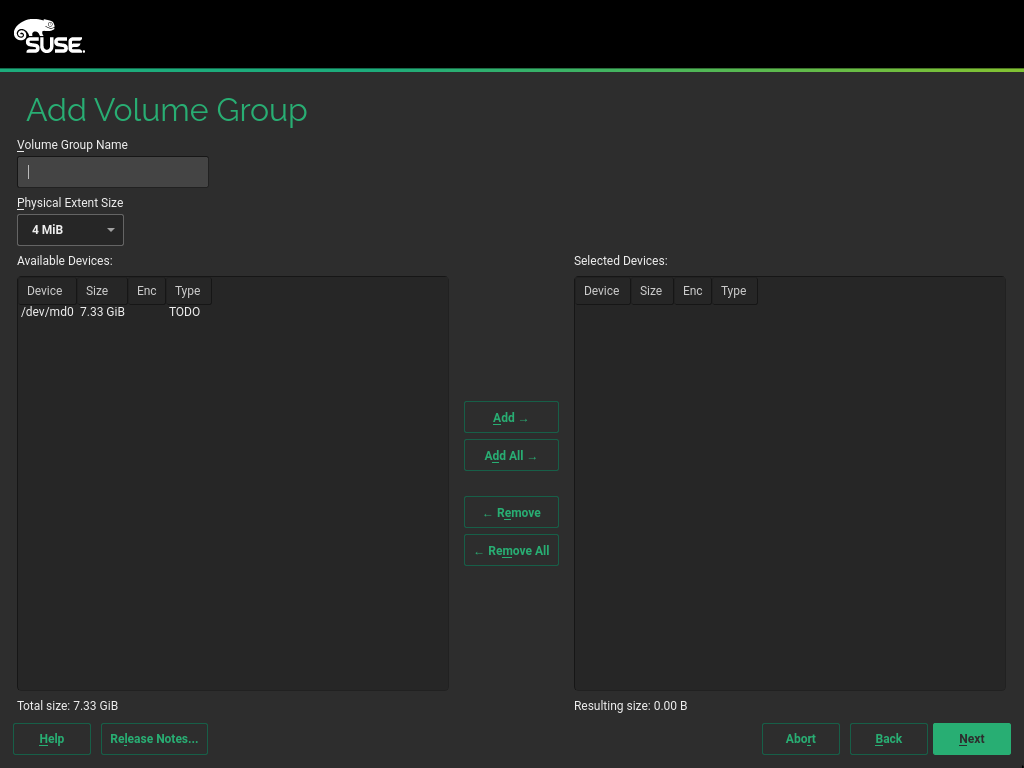 SUSE.
Add Volume Group
Volume Group Name
Physical Extent Size
4 MiB
Available Devices:
Device Size Enc Type
/dev/md0 7.33 GiB TODO
Total size: 7.33 GiB
Add →
Add All →
← Remove
← Remove All
Selected Devices:
Device Size Enc Type
Resulting size: 0.00 B
Help Release Notes... Abort Back Next